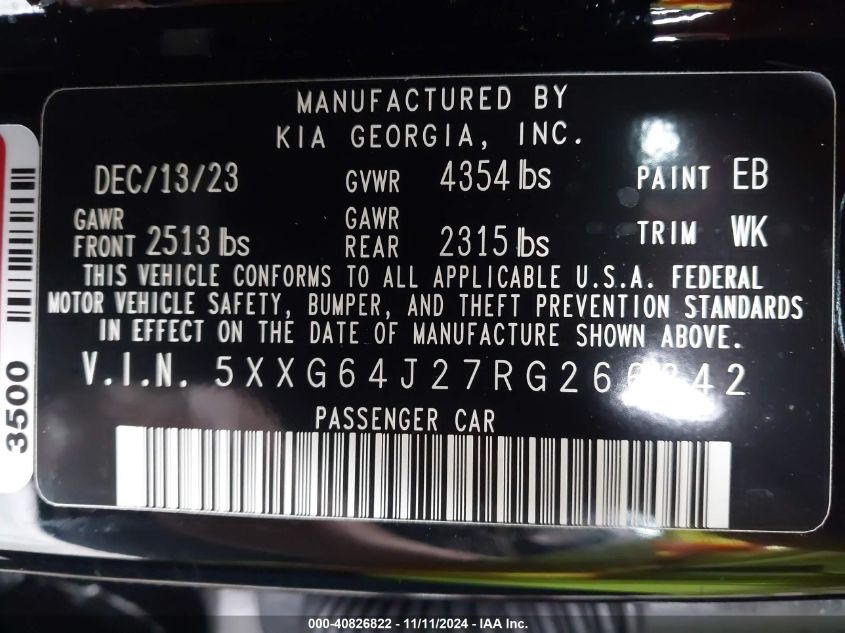 MANUFACTURED BY
KIA GEORGIA, INC.
DEC/13/23 GVWR 4354 lbs PAINT EB
GAWR FRONT 2513 lbs GAWR REAR 2315 lbs TRIM WK
THIS VEHICLE CONFORMS TO ALL APPLICABLE U.S.A. FEDERAL
MOTOR VEHICLE SAFETY, BUMPER, AND THEFT PREVENTION STANDARDS
IN EFFECT ON THE DATE OF MANUFACTURE SHOWN ABOVE.
V.I.N.
PASSENGER CAR
3500
000-40826822 - 11/11/2024 - IAA Inc.